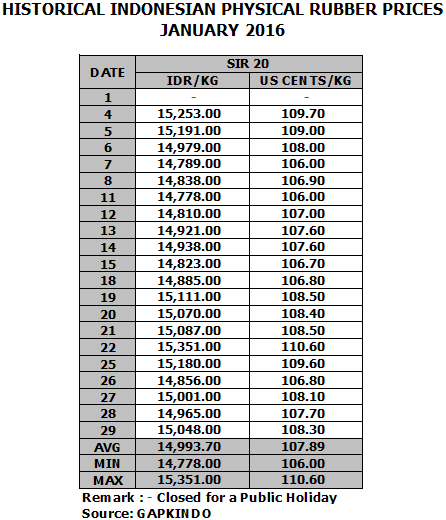 HISTORICAL INDONESIAN PHYSICAL RUBBER PRICES
JANUARY 2016
DATE SIR 20
IDR/KG US CENTS/KG
1 - -
4 15,253.00 109.70
5 15,191.00 109.00
6 14,979.00 108.00
7 14,789.00 106.00
8 14,838.00 106.90
11 14,778.00 106.00
12 14,810.00 107.00
13 14,921.00 107.60
14 14,938.00 107.60
15 14,823.00 106.70
18 14,885.00 106.80
19 15,111.00 108.50
20 15,070.00 108.40
21 15,087.00 108.50
22 15,351.00 110.60
25 15,180.00 109.60
26 14,856.00 106.80
27 15,001.00 108.10
28 14,965.00 107.70
29 15,048.00 108.30
AVG 14,993.70 107.89
MIN 14,778.00 106.00
MAX 15,351.00 110.60
Remark : - Closed for a Public Holiday
Source: GAPKINDO